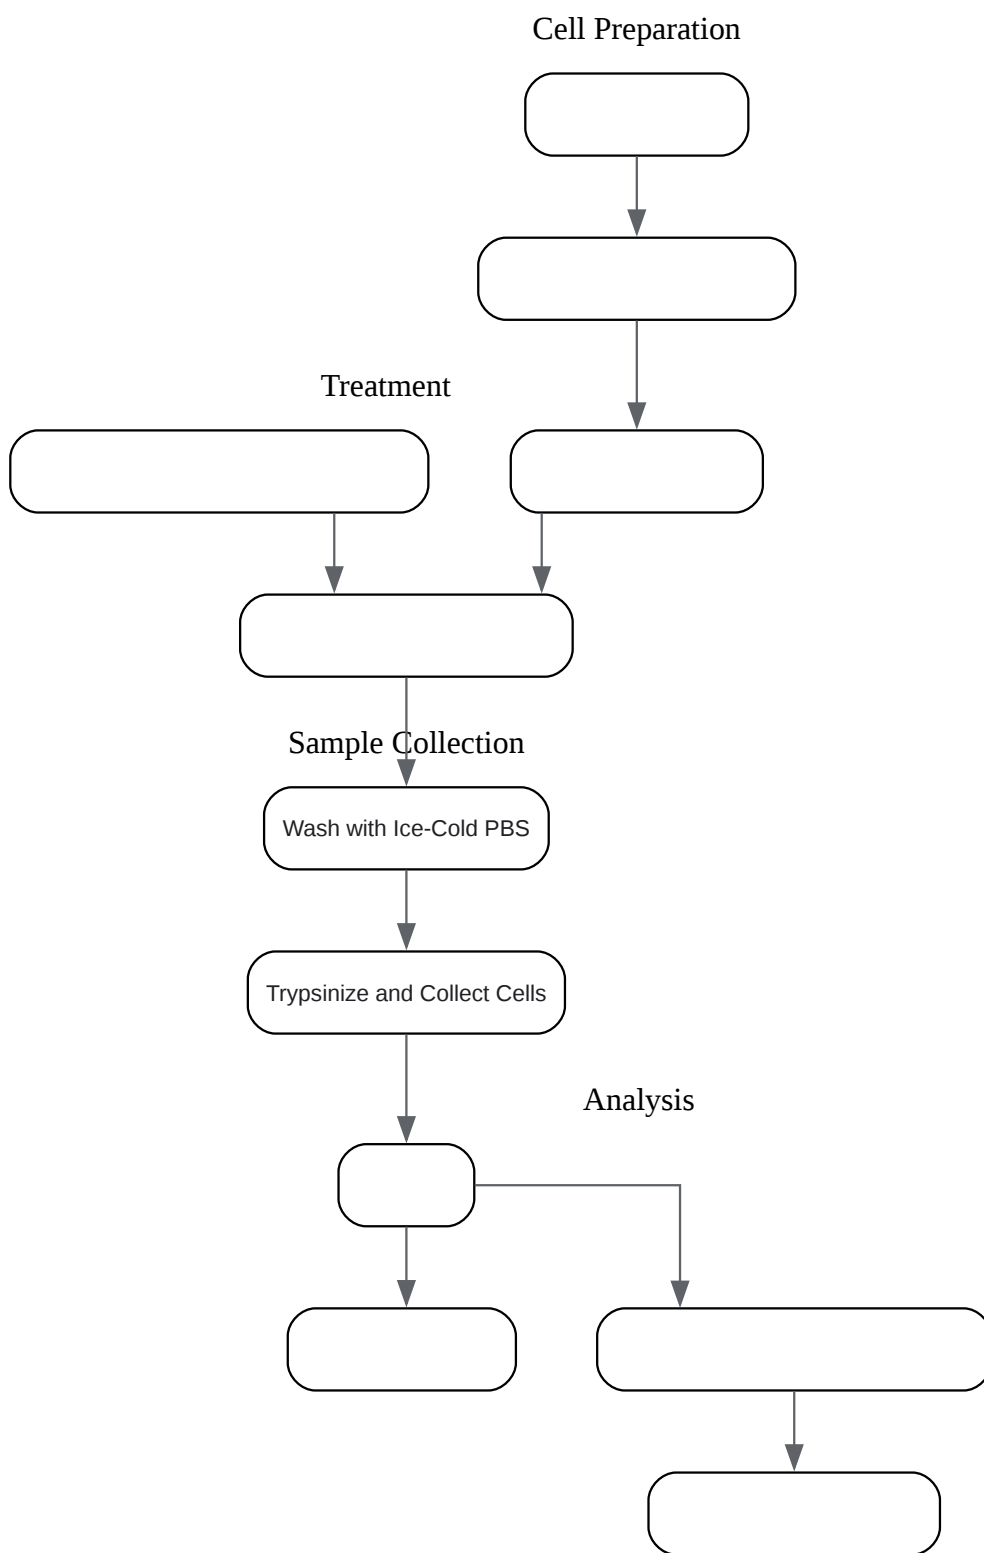 Cell Preparation
Treatment
Sample Collection
Wash with Ice-Cold PBS
Trypsinize and Collect Cells
Analysis